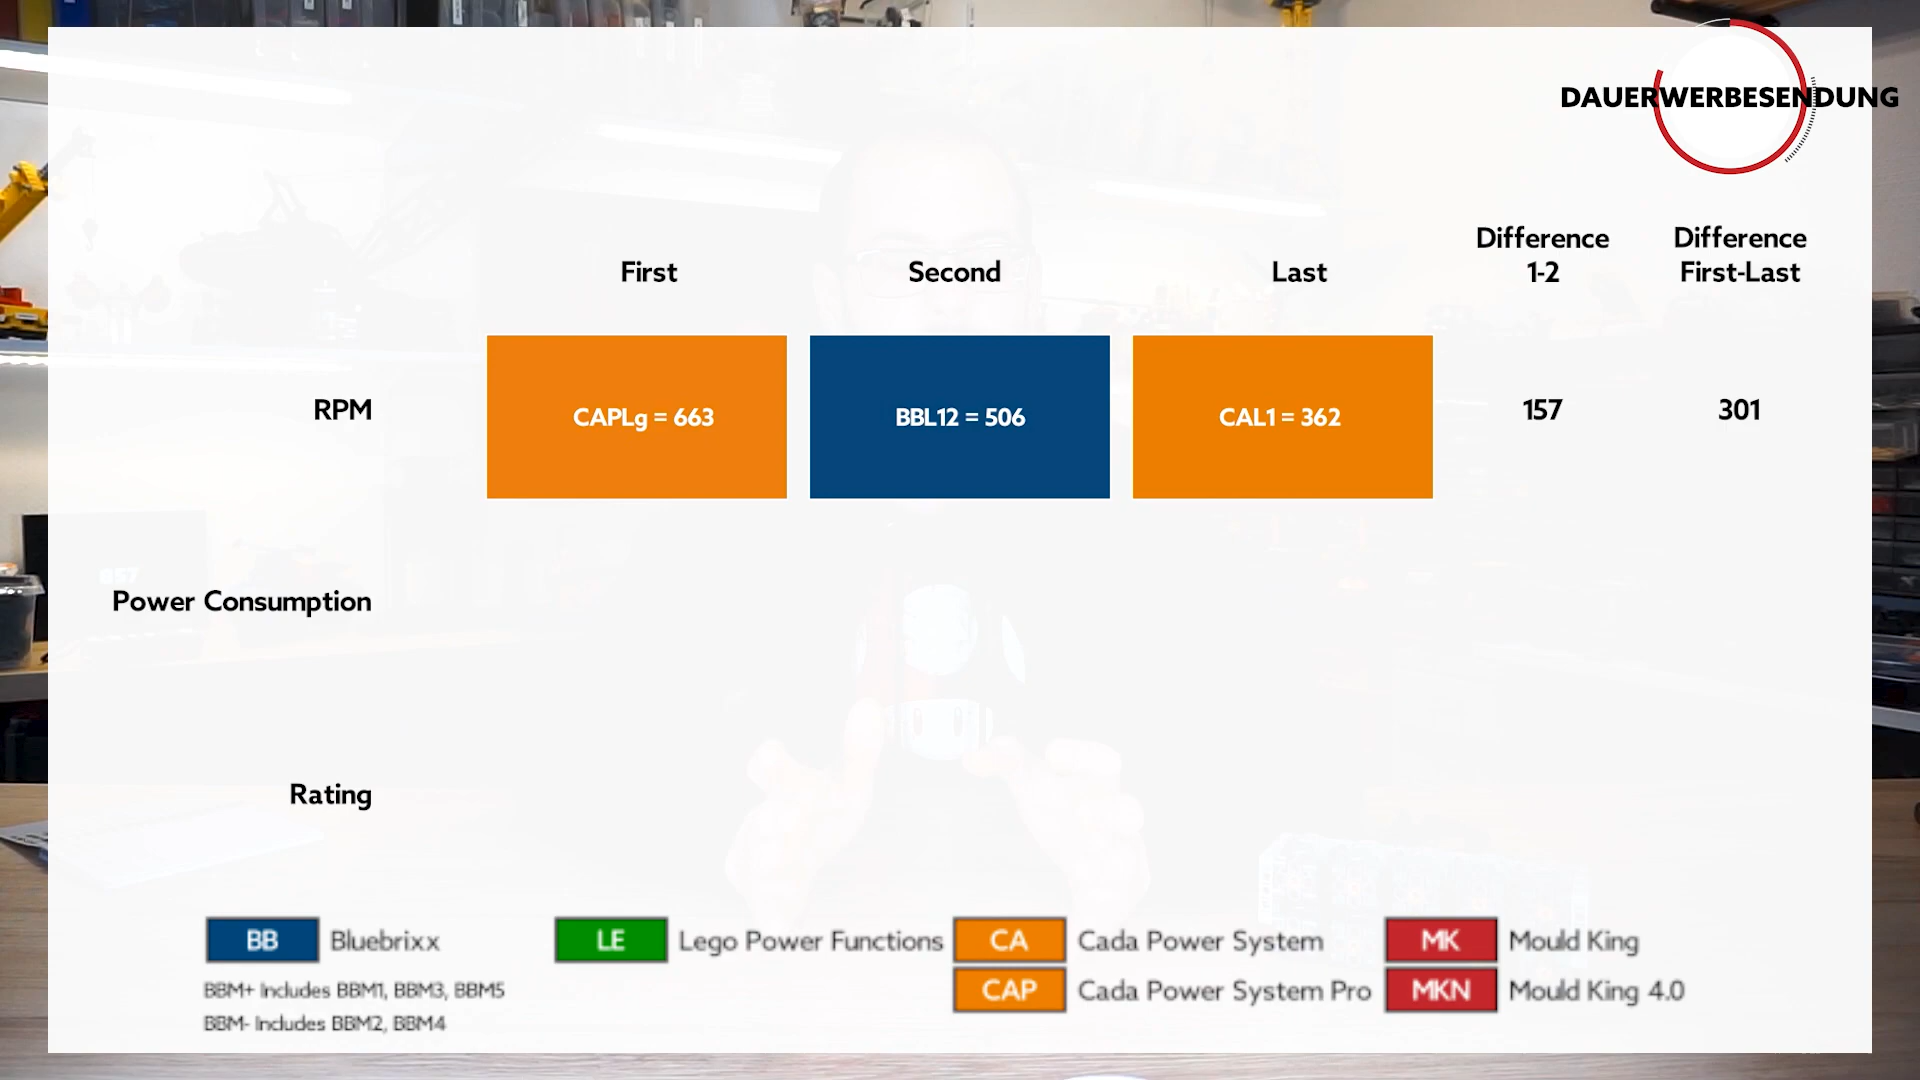 DAUERWERBESENDUNG
First
Second
Last
Difference
1-2
Difference
First-Last
RPM
CAPLg = 663
BBL12 = 506
CAL1 = 362
157
301
Power Consumption
Rating
BB Bluebrixx
LE Lego Power Functions
CA Cada Power System
MK Mould King
BBM+ Includes BBM1, BBM3, BBM5
CAP Cada Power System Pro
MKN Mould King 4.0
BBM- Includes BBM2, BBM4